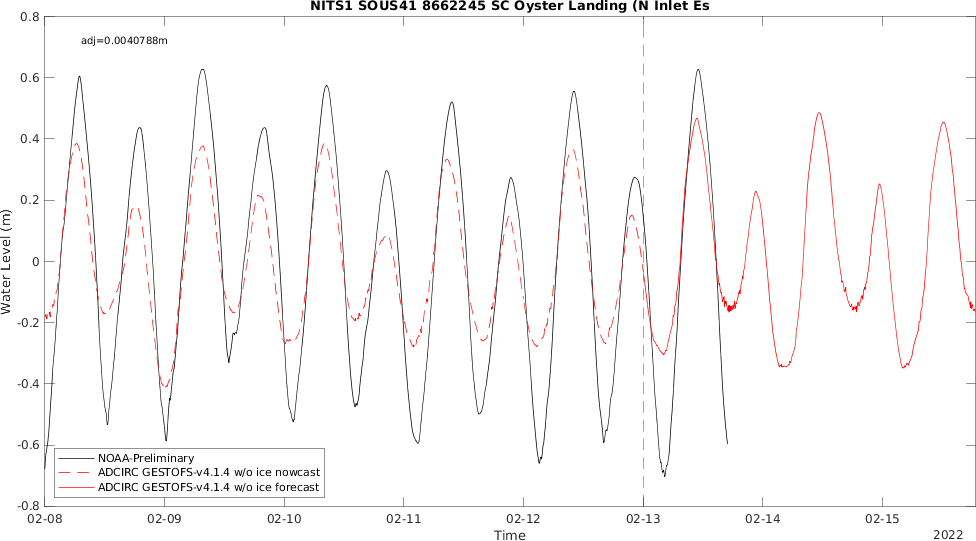 NITS1 SOUS41 8662245 SC Oyster Landing (N Inlet Es
adj=0.0040788m
0.8
0.6
0.4
0.2
0
-0.2
-0.4
-0.6
-0.8
Water Level (m)
NOAA-Preliminary
ADCIRC GESTOFS-v4.1.4 w/o ice nowcast
ADCIRC GESTOFS-v4.1.4 w/o ice forecast
02-08 02-09 02-10 02-11 02-12 02-13 02-14 02-15
Time
2022